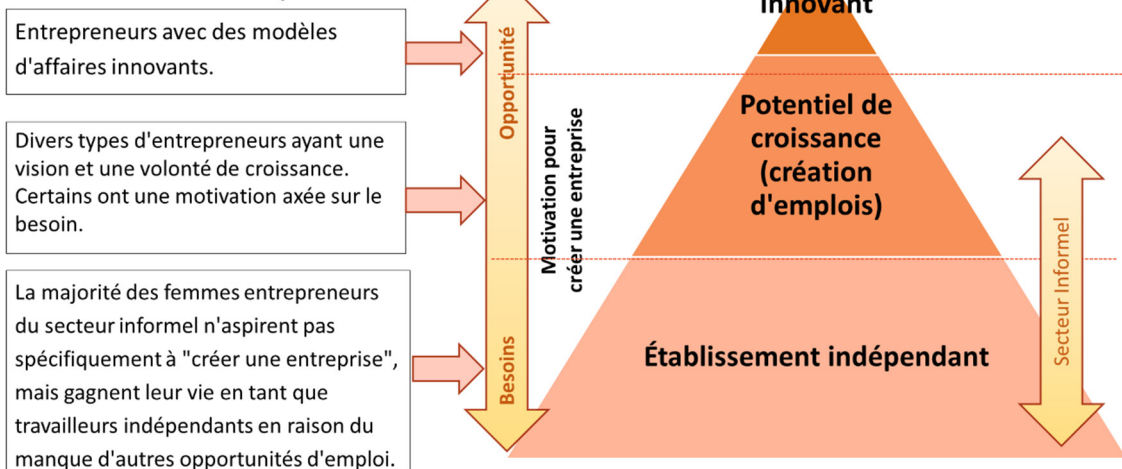 Entrepreneurs avec des modèles
d'affaires innovants.
Divers types d'entrepreneurs ayant une
vision et une volonté de croissance.
Certains ont une motivation axée sur le
besoin.
La majorité des femmes entrepreneurs
du secteur informel n'aspirent pas
spécifiquement à "créer une entreprise",
mais gagnent leur vie en tant que
travailleurs indépendants en raison du
manque d'autres opportunités d'emploi.
Opportunité
Besoins
Motivation pour
créer une entreprise
innovant
Potentiel de
croissance
(création
d'emplois)
Établissement indépendant
Secteur Informel